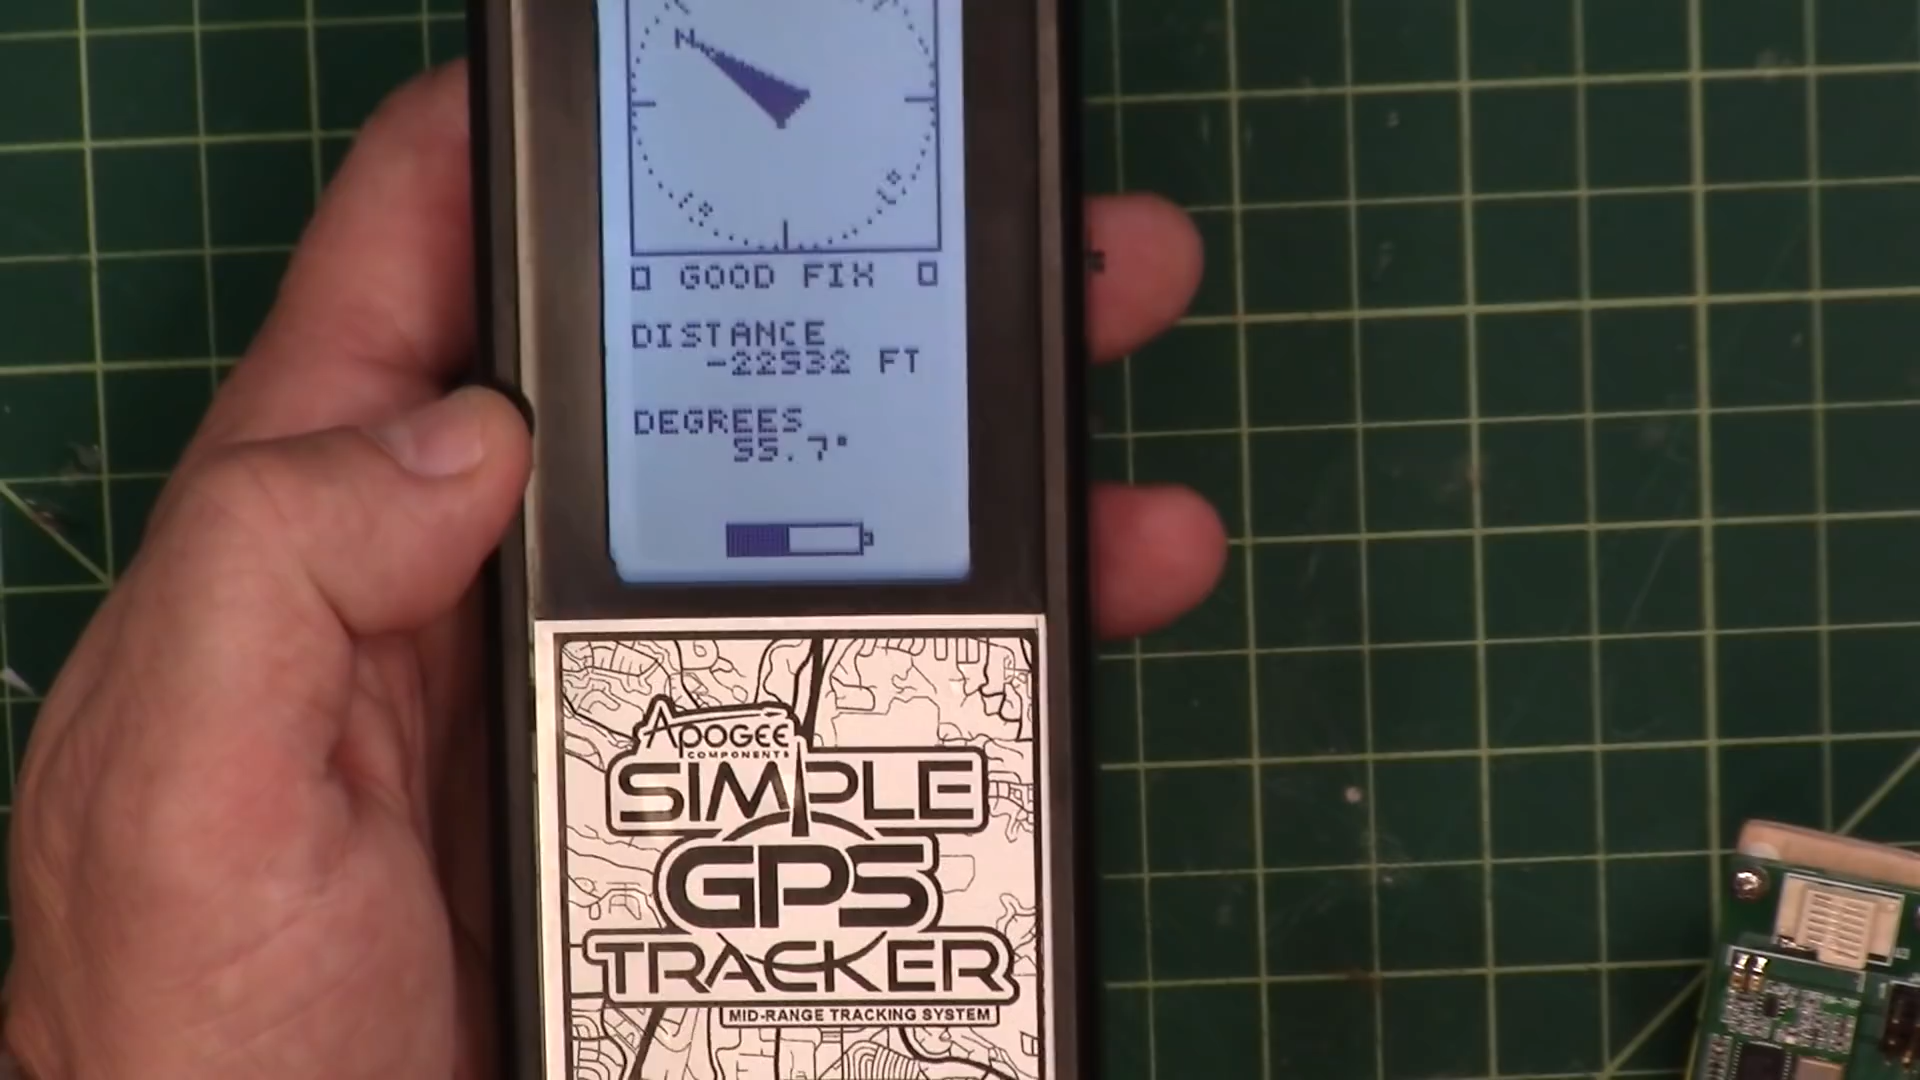 N
GOOD FIX
DISTANCE
-22532 FT
DEGREES
55.7°
APOGEE
COMPONENTS
SIMPLE
GPS
TRACKER
MID-RANGE TRACKING SYSTEM